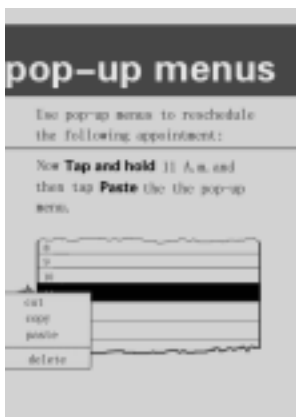 pop-up menus
Use pop-up menus to reschedule
the following appointment:
Now Tap and hold 11 A.m. and
then tap Paste the the pop-up
menu.
8
9
10
cut
copy
paste
delete